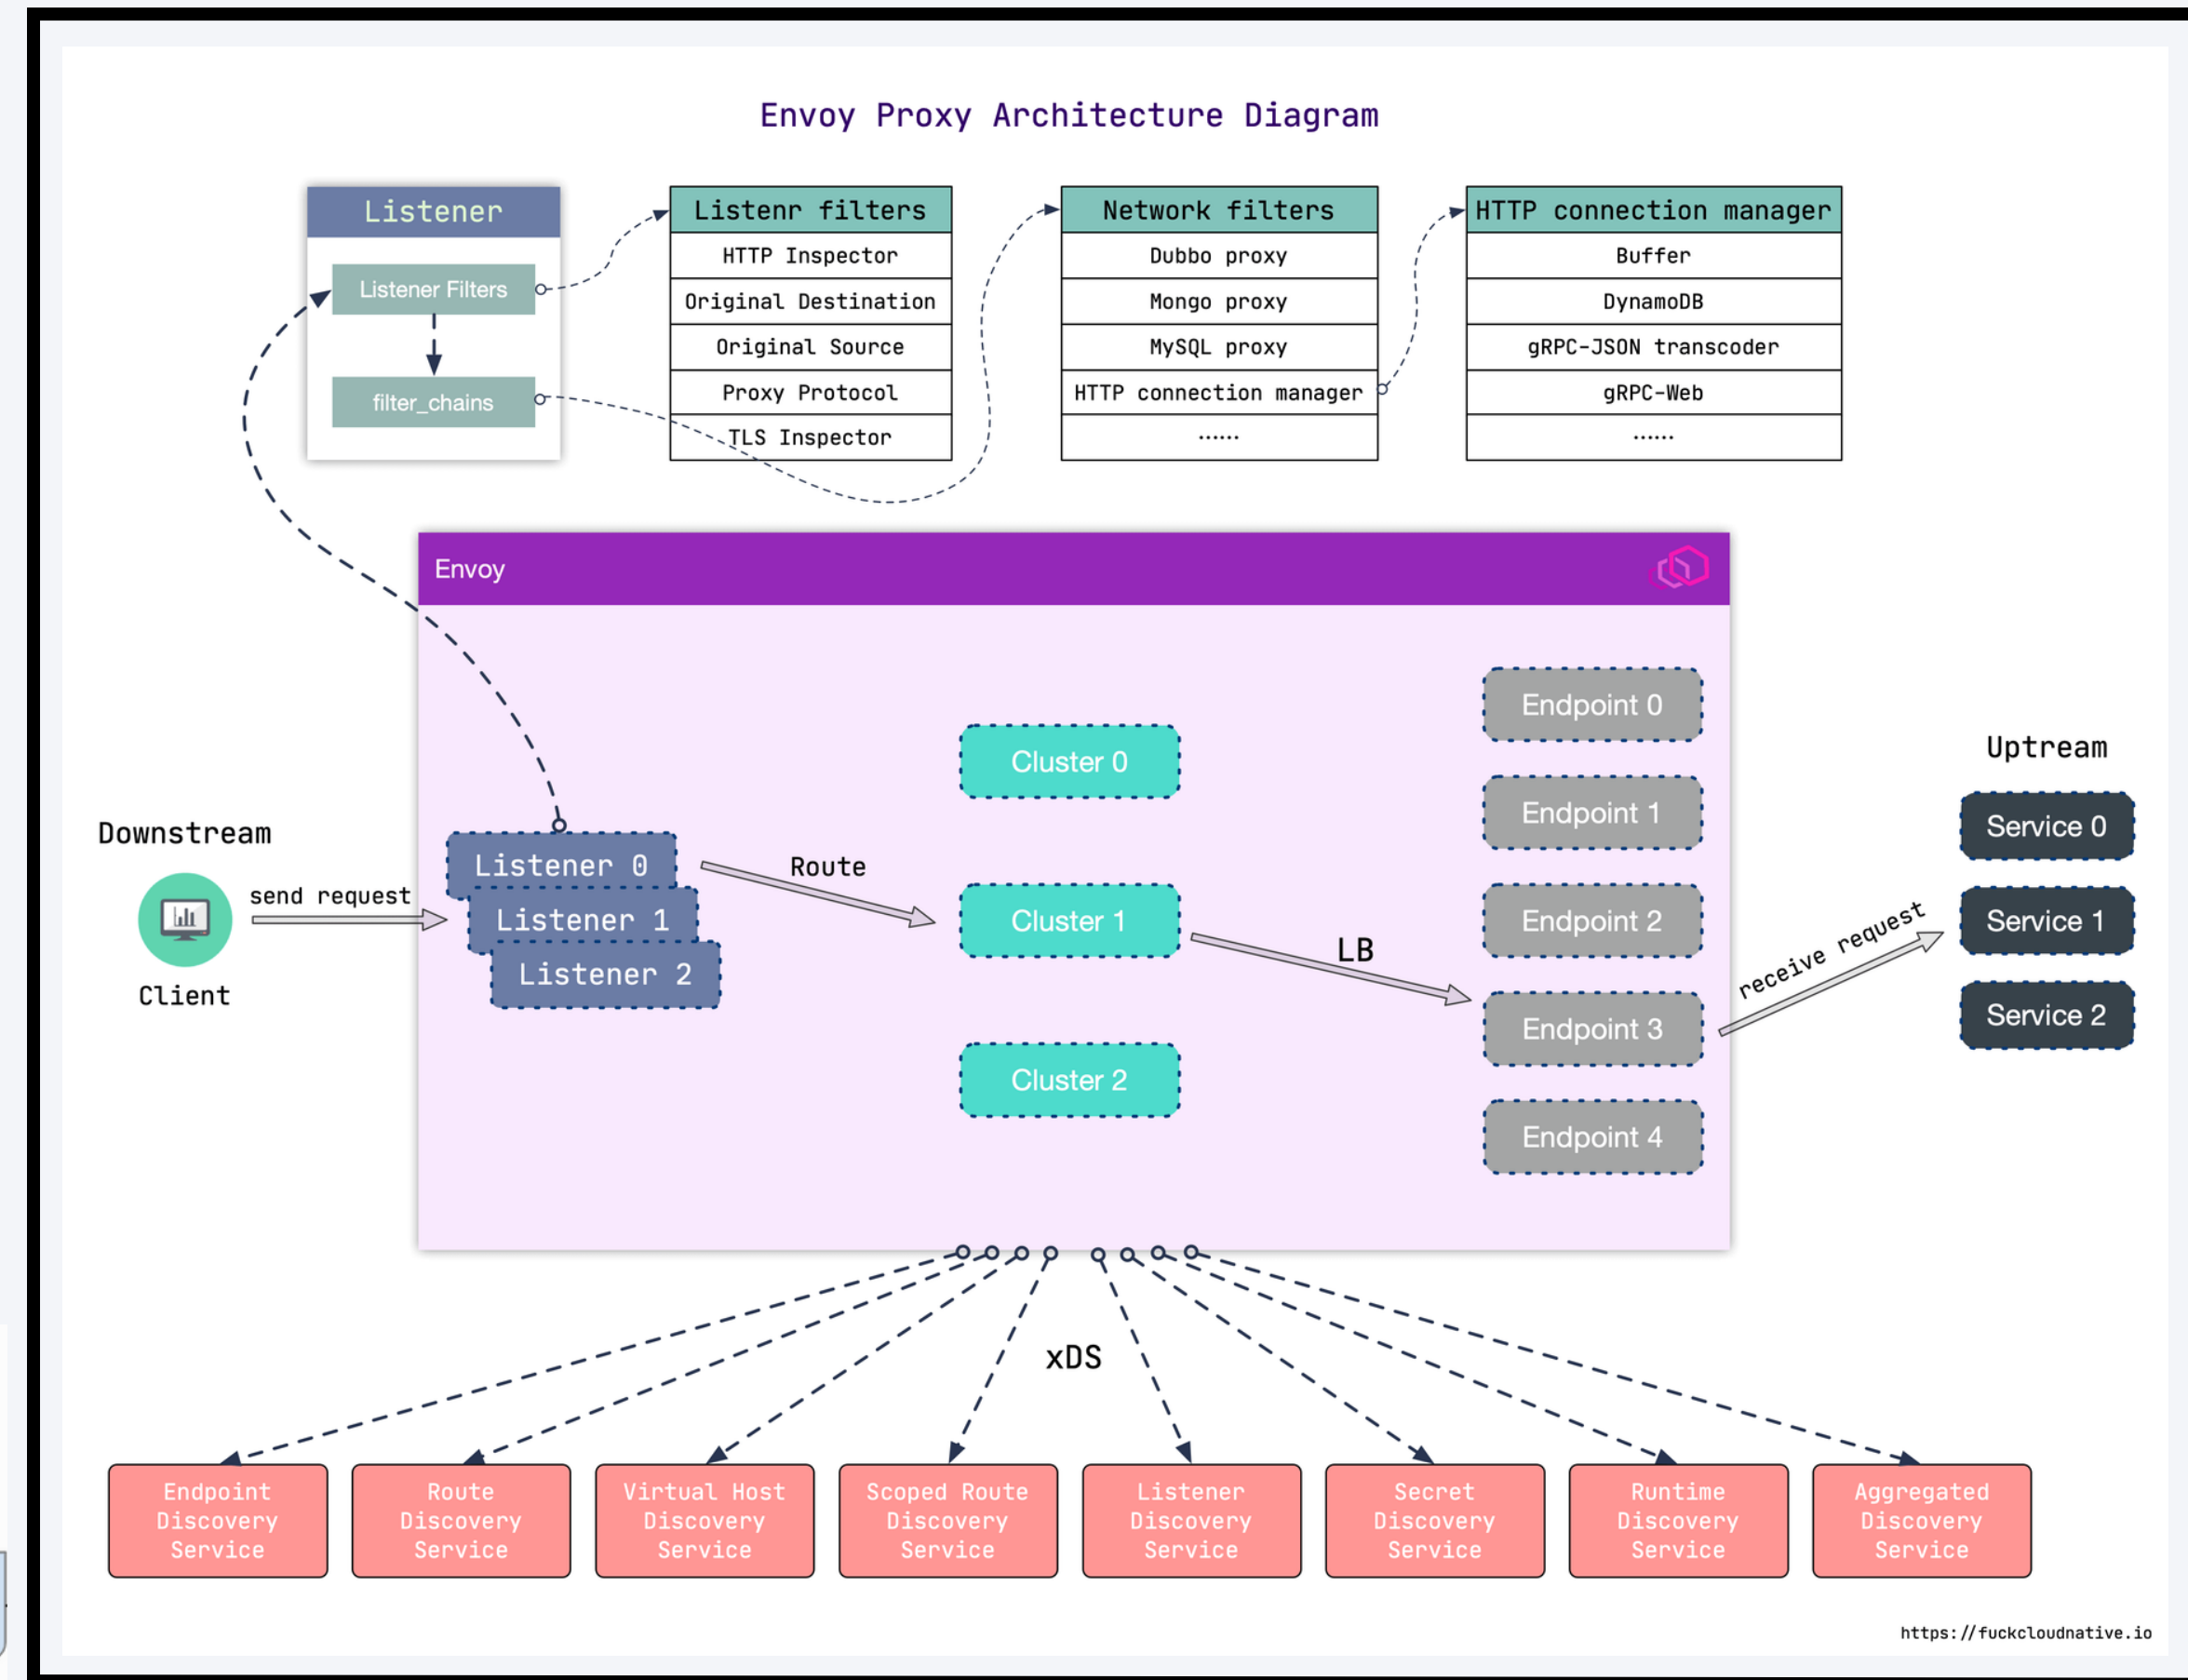 Envoy Proxy Architecture Diagram
Listener
Listener Filters
filter_chains
Listenr filters
HTTP Inspector
Original Destination
Original Source
Proxy Protocol
TLS Inspector
Network filters
Dubbo proxy
Mongo proxy
MySQL proxy
HTTP connection manager
......
HTTP connection manager
Buffer
DynamoDB
gRPC-JSON transcoder
gRPC-Web
......
Envoy
Downstream
send request
Client
Listener 0
Listener 1
Listener 2
Route
Cluster 0
Cluster 1
Cluster 2
LB
Endpoint 0
Endpoint 1
Endpoint 2
Endpoint 3
Endpoint 4
receive request
Uptream
Service 0
Service 1
Service 2
xDS
Endpoint
Discovery
Service
Route
Discovery
Service
Virtual Host
Discovery
Service
Scoped Route
Discovery
Service
Listener
Discovery
Service
Secret
Discovery
Service
Runtime
Discovery
Service
Aggregated
Discovery
Service
https://fuckcloudnative.io